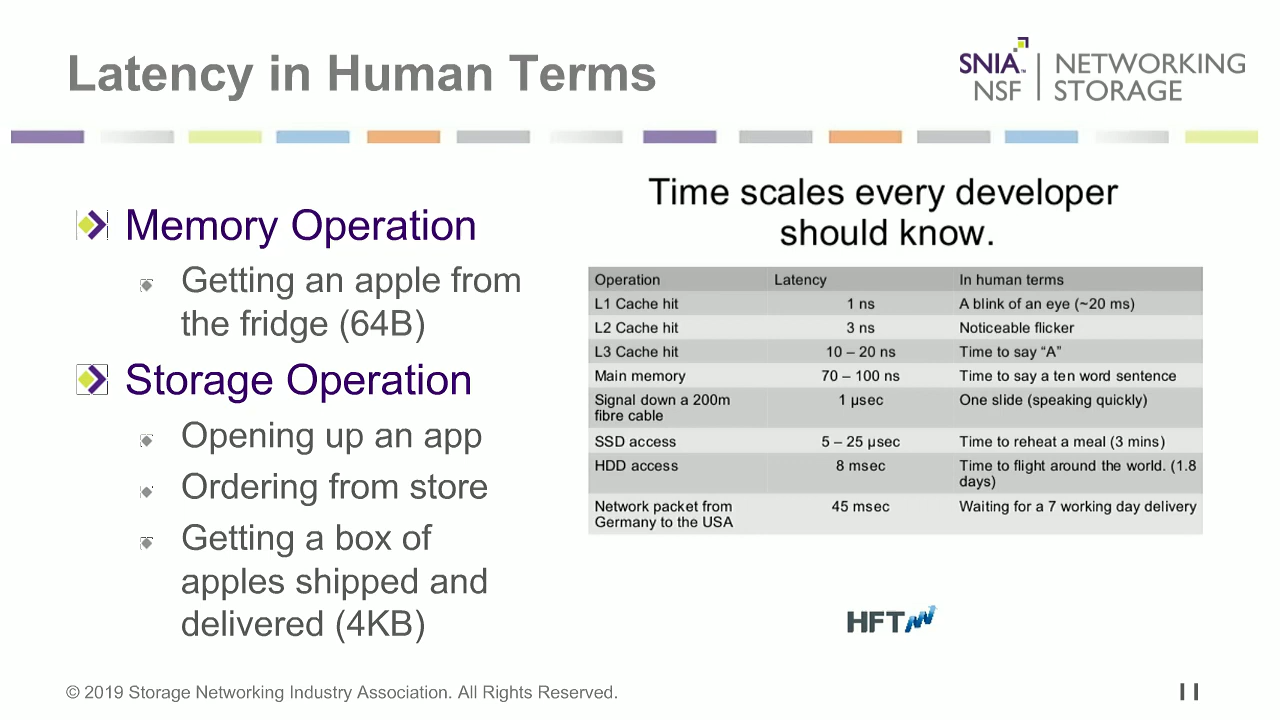 Latency in Human Terms
SNIA™ NSF | NETWORKING STORAGE
Memory Operation
Getting an apple from
the fridge (64B)
Storage Operation
Opening up an app
Ordering from store
Getting a box of
apples shipped and
delivered (4KB)
Time scales every developer
should know.
Operation Latency In human terms
L1 Cache hit 1 ns A blink of an eye (~20 ms)
L2 Cache hit 3 ns Noticeable flicker
L3 Cache hit 10 – 20 ns Time to say “A”
Main memory 70 – 100 ns Time to say a ten word sentence
Signal down a 200m 1 µsec One slide (speaking quickly)
fibre cable
SSD access 5 – 25 µsec Time to reheat a meal (3 mins)
HDD access 8 msec Time to flight around the world. (1.8
days)
Network packet from 45 msec Waiting for a 7 working day delivery
Germany to the USA
HFT
© 2019 Storage Networking Industry Association. All Rights Reserved.
11